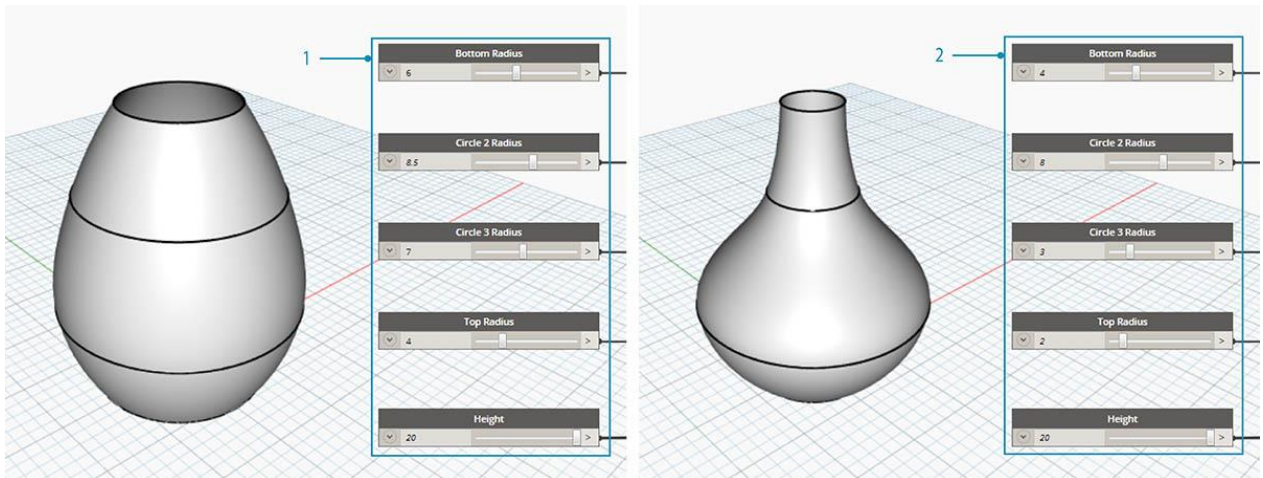 1
Bottom Radius
6 >
Circle 2 Radius
8.5 >
Circle 3 Radius
7 >
Top Radius
4 >
Height
20 >
2
Bottom Radius
4 >
Circle 2 Radius
8 >
Circle 3 Radius
3 >
Top Radius
2 >
Height
20 >